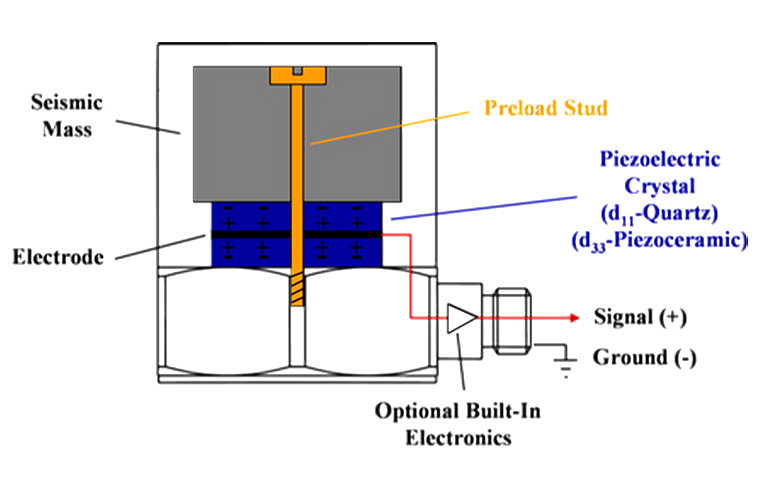 Seismic
Mass
Preload Stud
Piezoelectric
Crystal
(d₁₁-Quartz)
(d₃₃-Piezoceramic)
- - - -
+ + + +
+ + + +
- - - -
Electrode
Signal (+)
Ground (-)
Optional Built-In
Electronics